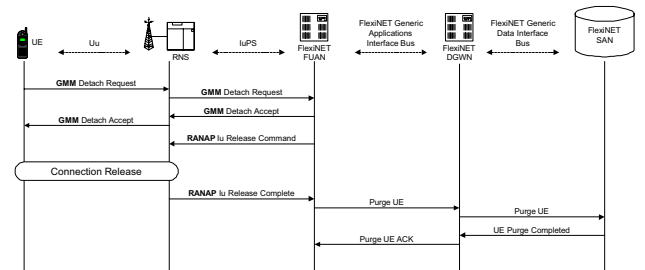 UE
Uu
RNS
IuPS
FlexiNET
FUAN
FlexiNET Generic
Applications
Interface Bus
FlexiNET
DGWN
FlexiNET Generic
Data Interface
Bus
FlexiNET
SAN
GMM Detach Request
GMM Detach Request
GMM Detach Accept
GMM Detach Accept
RANAP Iu Release Command
Connection Release
RANAP Iu Release Complete
Purge UE
Purge UE
UE Purge Completed
Purge UE ACK